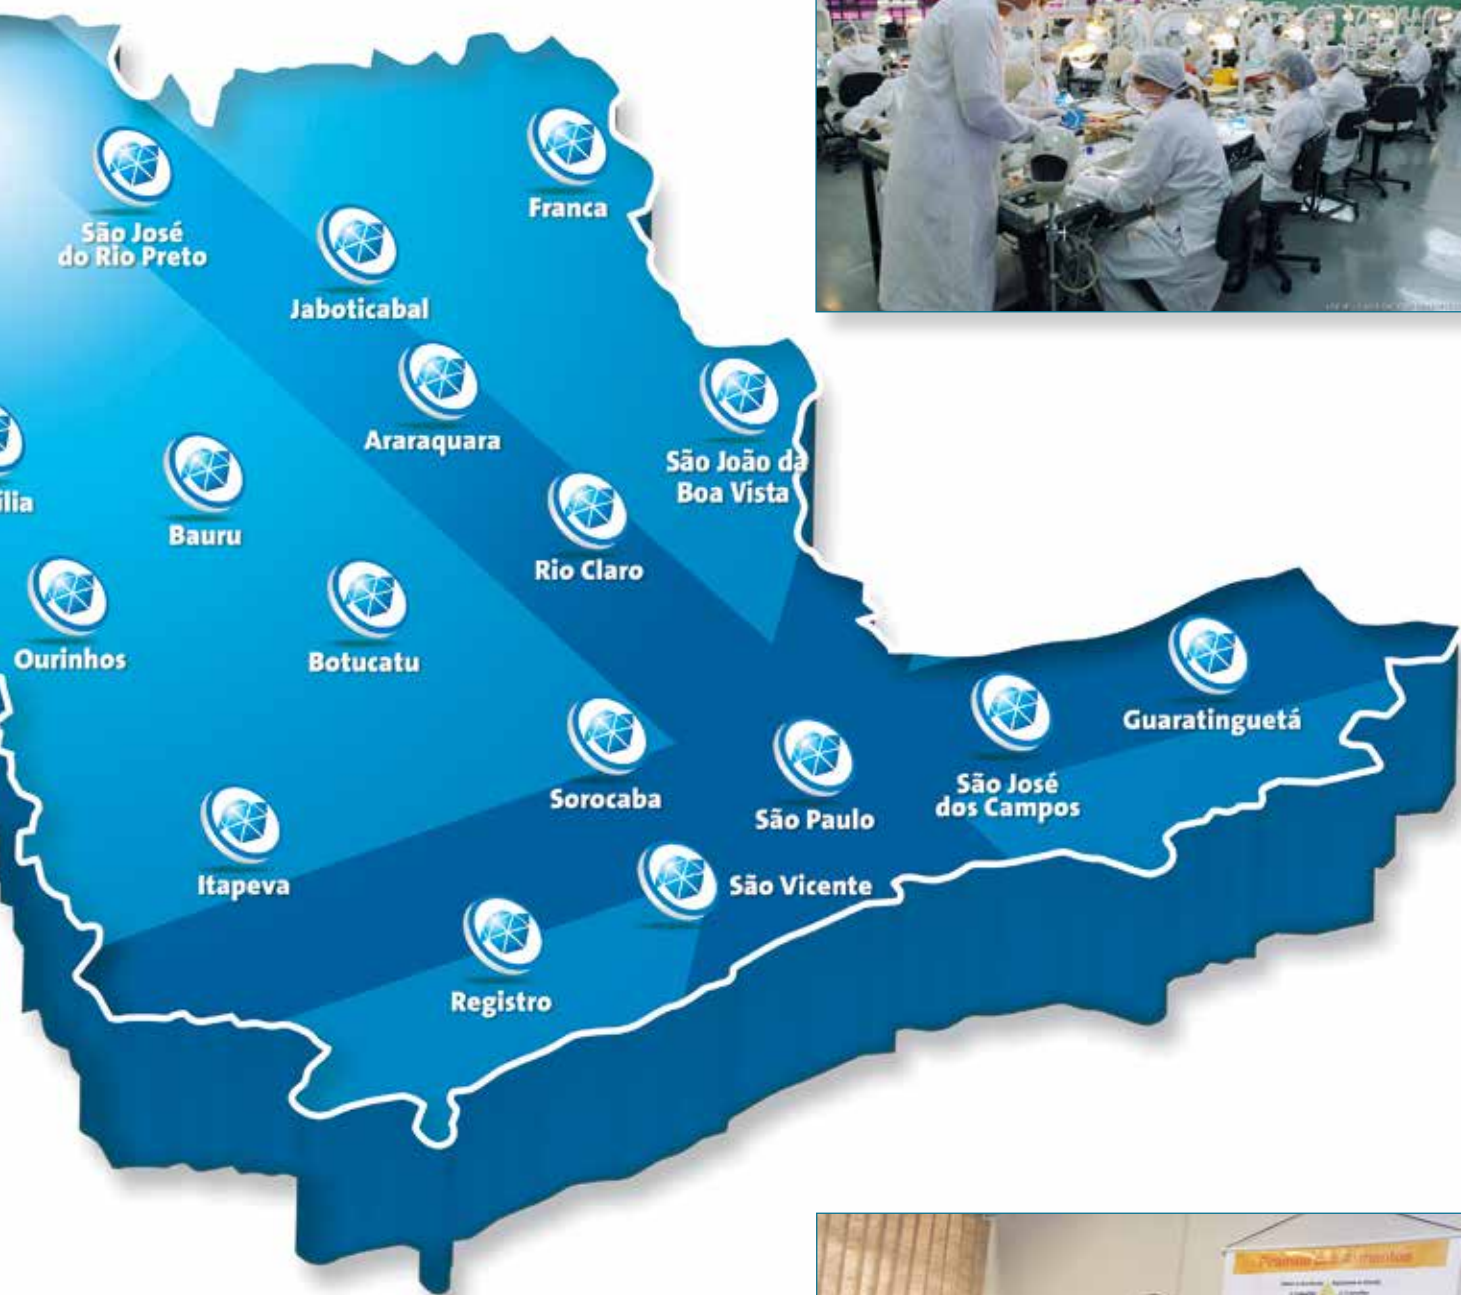 Franca
São José
do Rio Preto
Jaboticabal
Araraquara
São João da
Boa Vista
ília
Bauru
Rio Claro
Ourinhos
Botucatu
Guaratinguetá
Sorocaba
São José
dos Campos
São Paulo
Itapeva
São Vicente
Registro